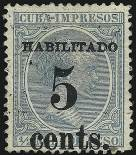 CUBA-IMPRESOS
HABILITADO
5
cents.